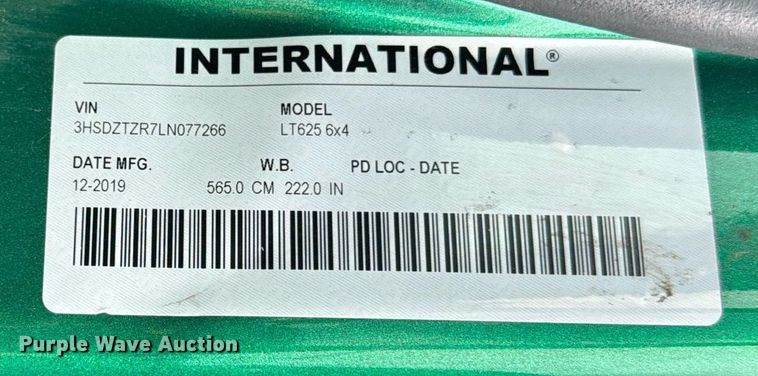 INTERNATIONAL®
VIN MODEL
3HSDZTZR7LN077266 LT625 6x4
DATE MFG. W.B. PD LOC - DATE
12-2019 565.0 CM 222.0 IN
Purple Wave Auction